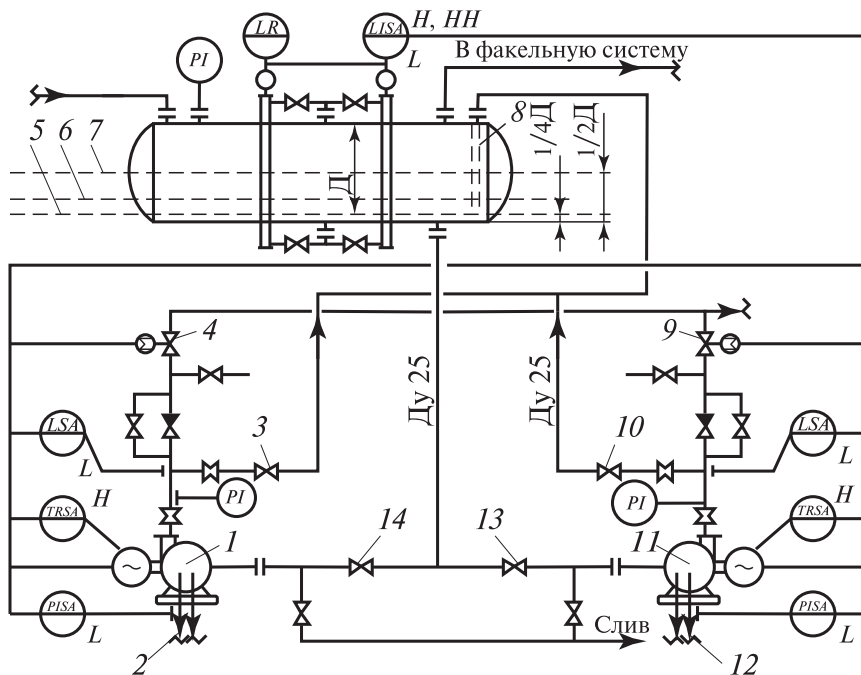 LR
LISA
H, HH
L
PI
В факельную систему
5
6
7
8
1/4Д
1/2Д
Д
4
9
Ду 25
Ду 25
LSA
L
3
10
LSA
L
PI
PI
TRSA
H
1
14
13
11
TRSA
H
PISA
L
2
Слив
12
PISA
L